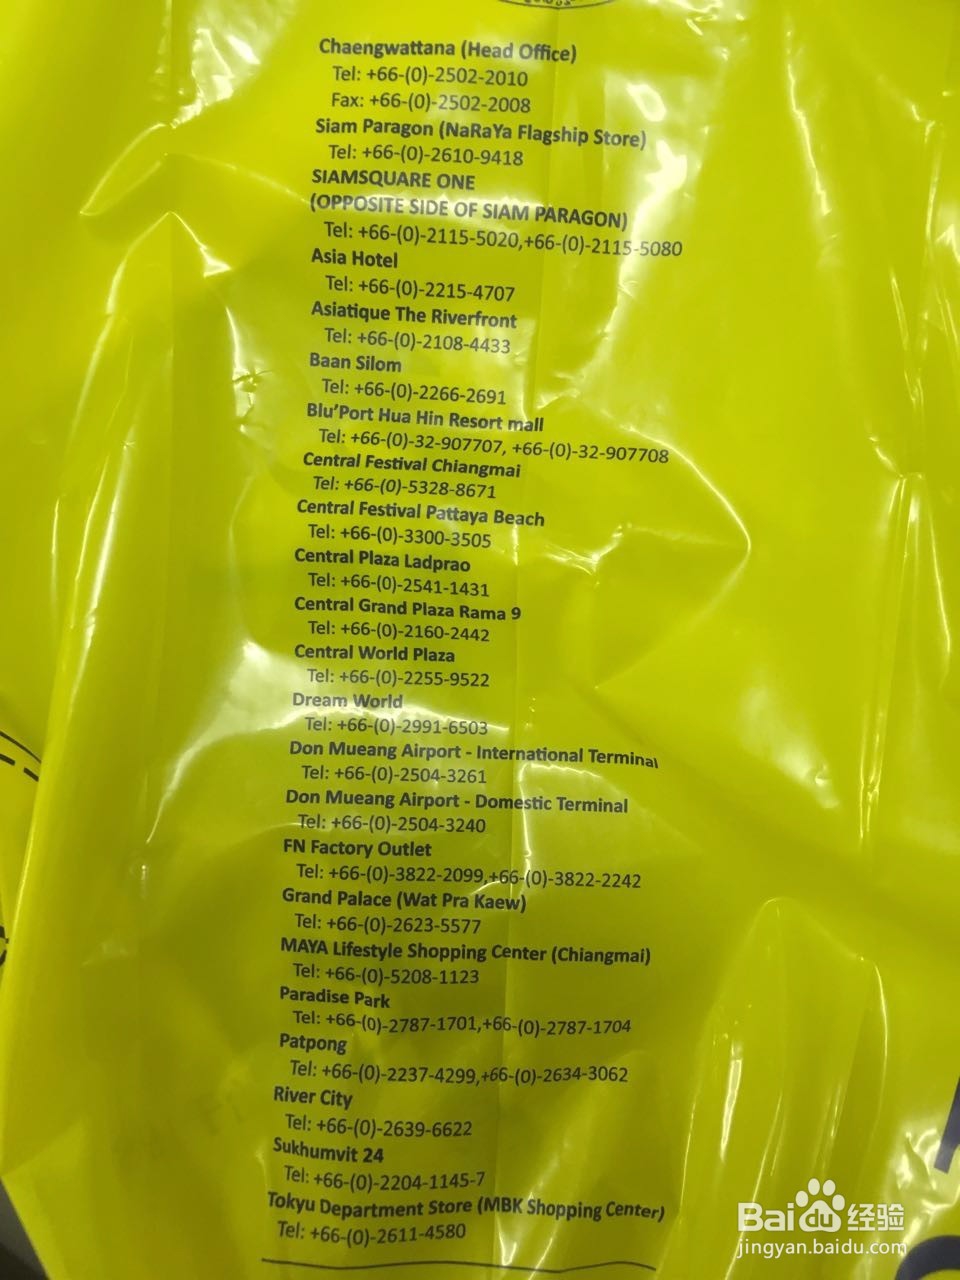 Chaengwattana (Head Office)
Tel: +66-(0)-2502-2010
Fax: +66-(0)-2502-2008
Siam Paragon (NaRaYa Flagship Store)
Tel: +66-(0)-2610-9418
SIAMSQUARE ONE
(OPPOSITE SIDE OF SIAM PARAGON)
Tel: +66-(0)-2115-5020,+66-(0)-2115-5080
Asia Hotel
Tel: +66-(0)-2215-4707
Asiatique The Riverfront
Tel: +66-(0)-2108-4433
Baan Silom
Tel: +66-(0)-2266-2691
Blu'Port Hua Hin Resort mall
Tel: +66-(0)-32-907707, +66-(0)-32-907708
Central Festival Chiangmai
Tel: +66-(0)-5328-8671
Central Festival Pattaya Beach
Tel: +66-(0)-3300-3505
Central Plaza Ladprao
Tel: +66-(0)-2541-1431
Central Grand Plaza Rama 9
Tel: +66-(0)-2160-2442
Central World Plaza
Tel: +66-(0)-2255-9522
Dream World
Tel: +66-(0)-2991-6503
Don Mueang Airport - International Terminal
Tel: +66-(0)-2504-3261
Don Mueang Airport - Domestic Terminal
Tel: +66-(0)-2504-3240
FN Factory Outlet
Tel: +66-(0)-3822-2099,+66-(0)-3822-2242
Grand Palace (Wat Pra Kaew)
Tel: +66-(0)-2623-5577
MAYA Lifestyle Shopping Center (Chiangmai)
Tel: +66-(0)-5208-1123
Paradise Park
Tel: +66-(0)-2787-1701,+66-(0)-2787-1704
Patpong
Tel: +66-(0)-2237-4299,+66-(0)-2634-3062
River City
Tel: +66-(0)-2639-6622
Sukhumvit 24
Tel: +66-(0)-2204-1145-7
Tokyu Department Store (MBK Shopping Center)
Tel: +66-(0)-2611-4580
Baidu 经验
jingyan.baidu.com